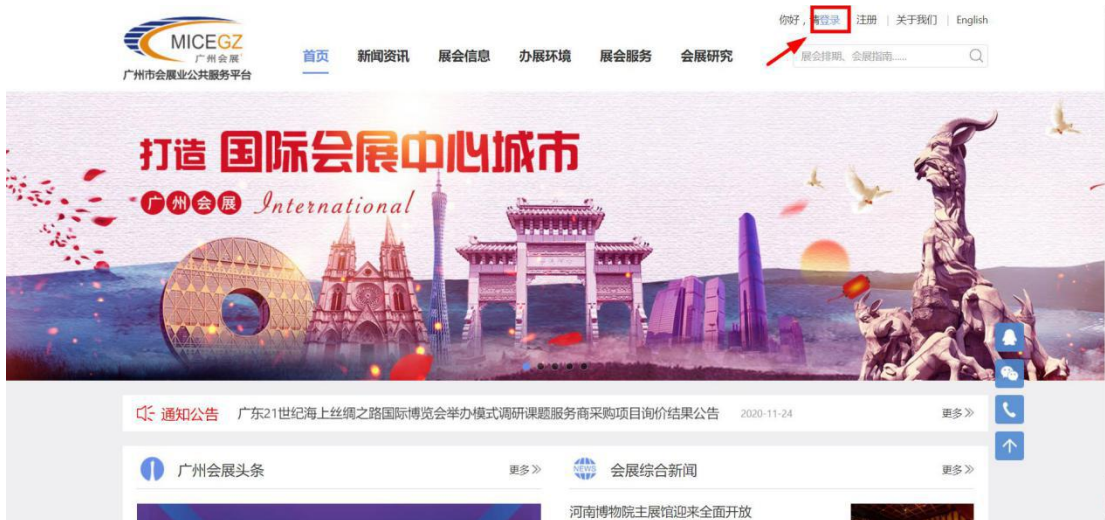 你好，请登录 注册 关于我们 English
MICEGZ
广州会展
广州市会展业公共服务平台
首页 新闻资讯 展会信息 办展环境 展会服务 会展研究
展会排期、会展指南......
打造 国际会展中心城市
广州会展 International
通知公告 广东21世纪海上丝绸之路国际博览会举办模式调研课题服务商采购项目询价结果公告 2020-11-24 更多》
广州会展头条 更多》
NEWS 会展综合新闻 更多》
河南博物院主展馆迎来全面开放